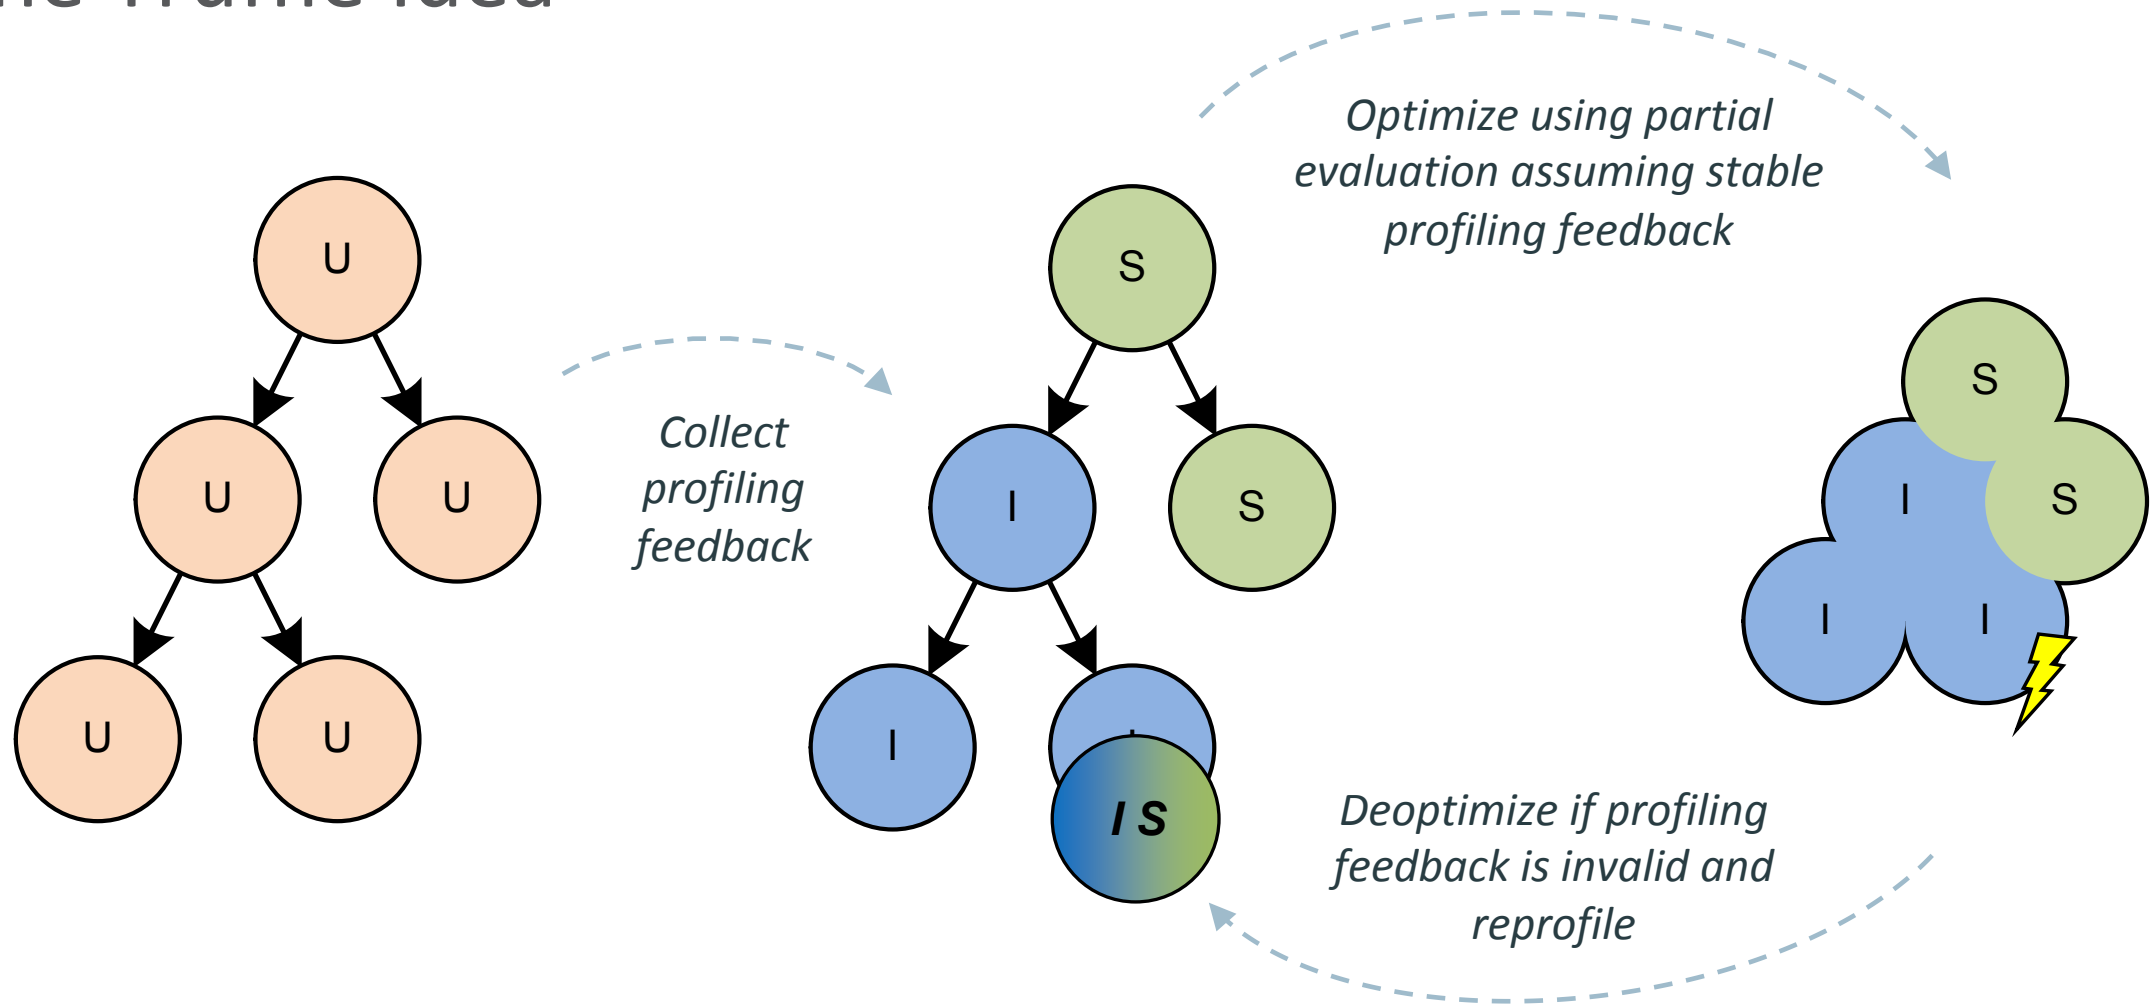 Optimize using partial
evaluation assuming stable
profiling feedback
U
U
U
U
U
Collect
profiling
feedback
S
I
S
I
I S
S
I
S
I
I
Deoptimize if profiling
feedback is invalid and
reprofile